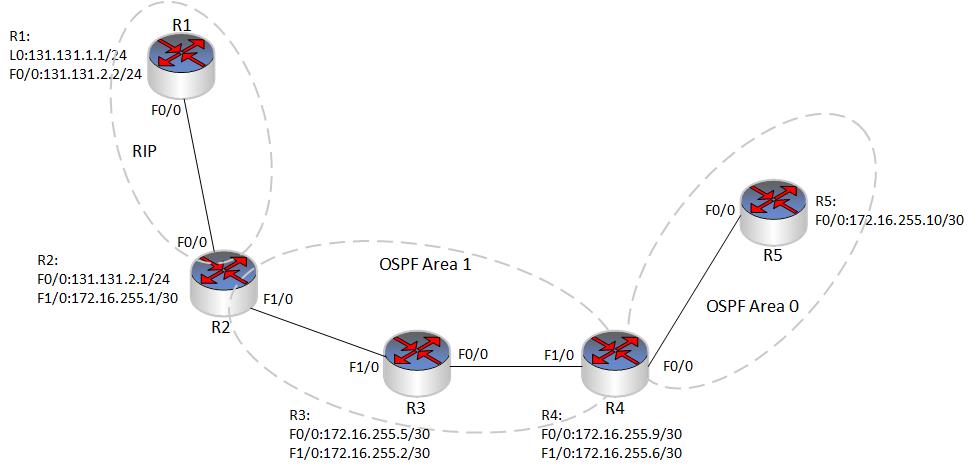 R1
R1:
L0:131.131.1.1/24
F0/0:131.131.2.2/24
F0/0
RIP
F0/0
R2:
F0/0:131.131.2.1/24
F1/0:172.16.255.1/30
R2
F1/0
OSPF Area 1
F1/0
F0/0
R3
R3:
F0/0:172.16.255.5/30
F1/0:172.16.255.2/30
F1/0
F0/0
R4
R4:
F0/0:172.16.255.9/30
F1/0:172.16.255.6/30
OSPF Area 0
F0/0
R5:
F0/0:172.16.255.10/30
R5